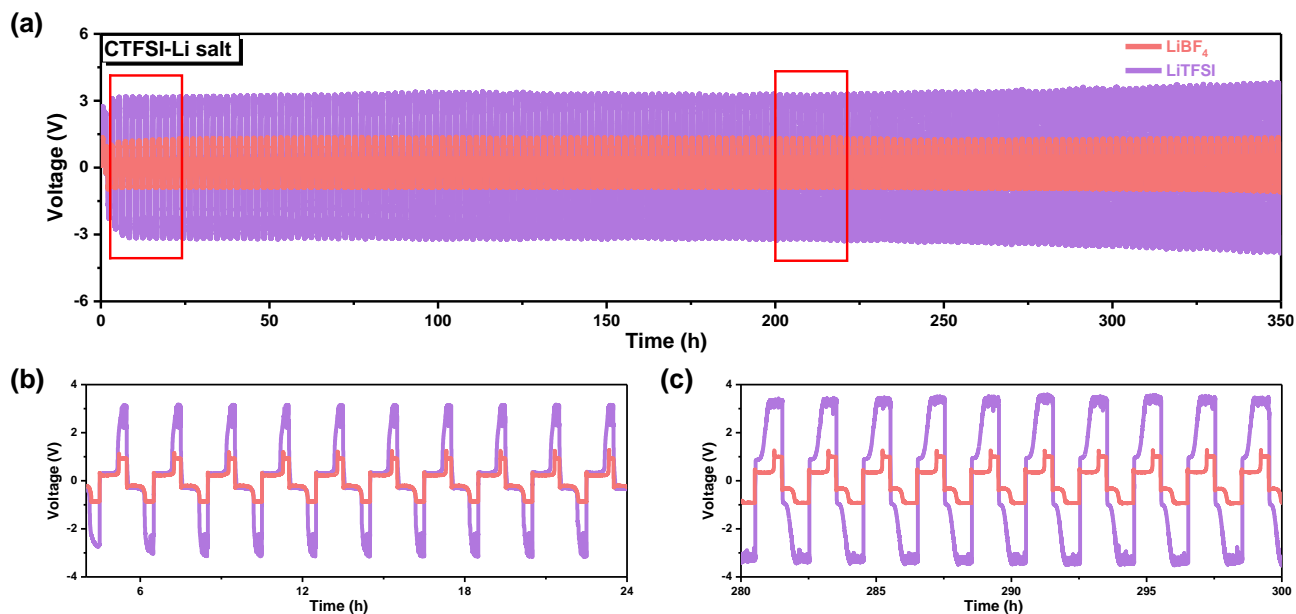 (a)
CTFSI-Li salt
LiBF₄
LiTFSI
6
3
0
-3
-6
Voltage (V)
0 50 100 150 200 250 300 350
Time (h)
(b)
4
2
0
-2
-4
Voltage (V)
6 12 18 24
Time (h)
(c)
4
2
0
-2
-4
Voltage (V)
280 285 290 295 300
Time (h)